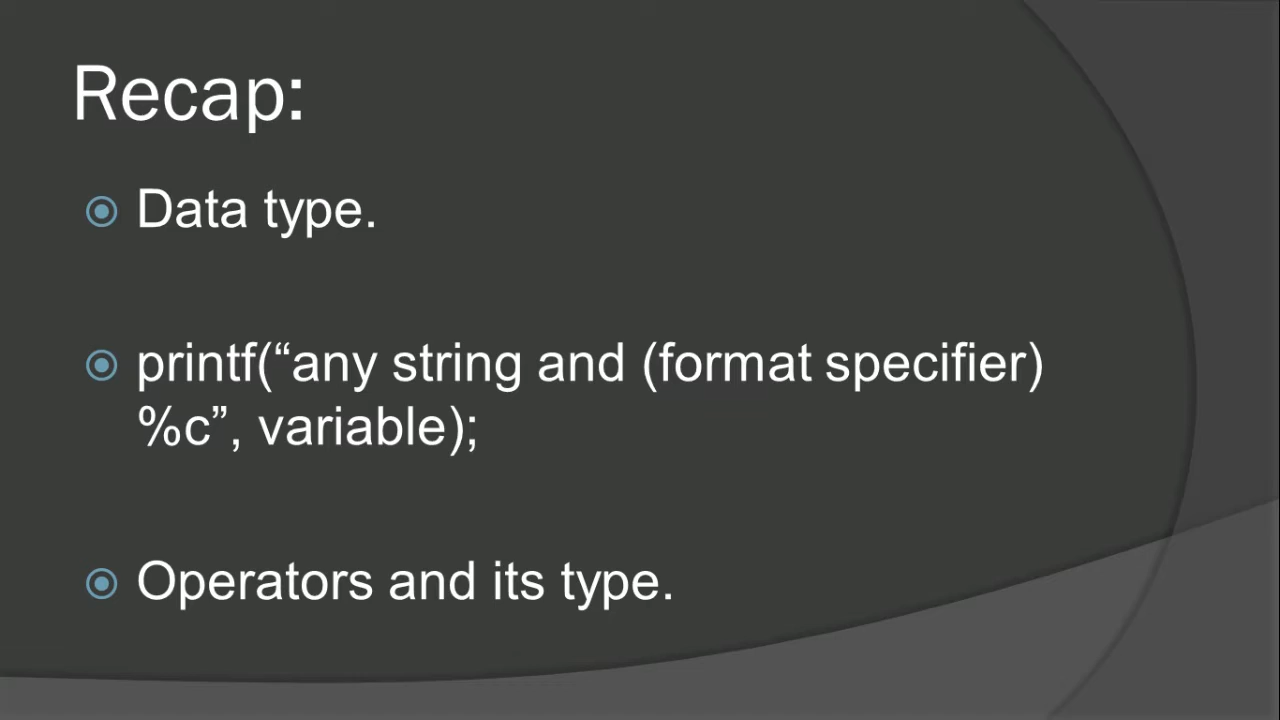 Recap:
Data type.
printf(“any string and (format specifier)
%c”, variable);
Operators and its type.